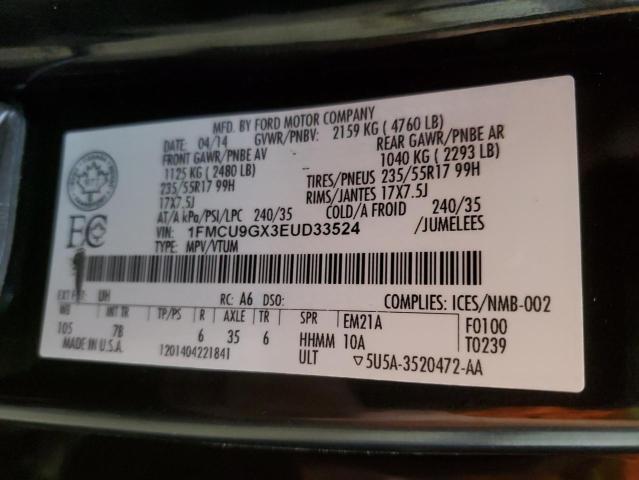 MFD. BY FORD MOTOR COMPANY
DATE: 04/14 GVWR/PNBV: 2159 KG ( 4760 LB)
FRONT GAWR/PNBE AV REAR GAWR/PNBE AR
1125 KG ( 2480 LB) 1040 KG ( 2293 LB)
235/55R17 99H TIRES/PNEUS 235/55R17 99H
17X7.5J RIMS/JANTES 17X7.5J
AT/A kPa/PSI/LPC 240/35 COLD/A FROID 240/35
VIN: 1FMCU9GX3EUD33524 /JUMELEES
TYPE: MPV/VTUM
EXT PNT: UH RC: A6 DSO: COMPLIES: ICES/NMB-002
WB INT TR TP/PS R AXLE TR SPR EM21A F0100
105 7B 6 35 6 HHMM 10A T0239
MADE IN U.S.A. 1201404221841 ULT ▽5U5A-3520472-AA
FC